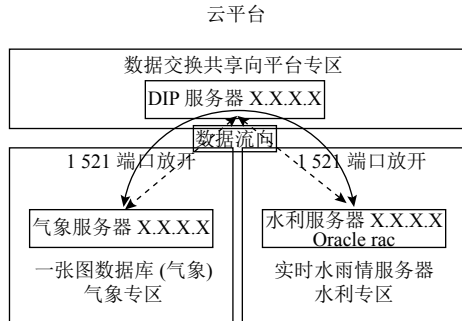 云平台
数据交换共享向平台专区
DIP 服务器 X.X.X.X
数据流向
1 521 端口放开
1 521 端口放开
气象服务器 X.X.X.X
水利服务器 X.X.X.X
Oracle rac
一张图数据库 (气象)
气象专区
实时水雨情服务器
水利专区